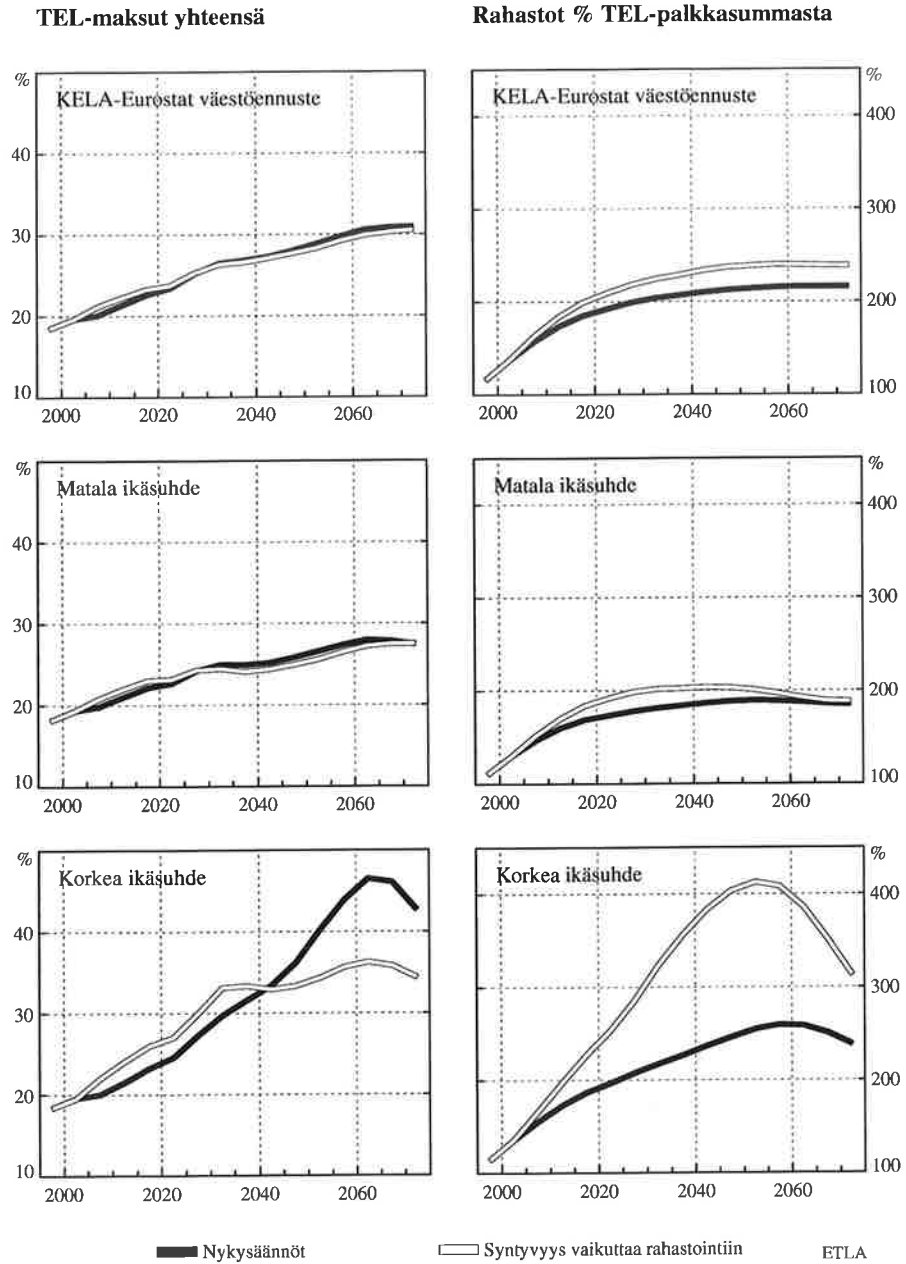 TEL-maksut yhteensä
Rahastot % TEL-palkkasummasta
%
KELA-Eurostat väestöennuste
40
30
20
10
2000 2020 2040 2060
%
KELA-Eurostat väestöennuste
400
300
200
100
2000 2020 2040 2060
%
Matala ikäsuhde
40
30
20
10
2000 2020 2040 2060
%
Matala ikäsuhde
400
300
200
100
2000 2020 2040 2060
%
Korkea ikäsuhde
40
30
20
10
2000 2020 2040 2060
%
Korkea ikäsuhde
400
300
200
100
2000 2020 2040 2060
Nykysäännöt
Syntyvyys vaikuttaa rahastointiin
ETLA